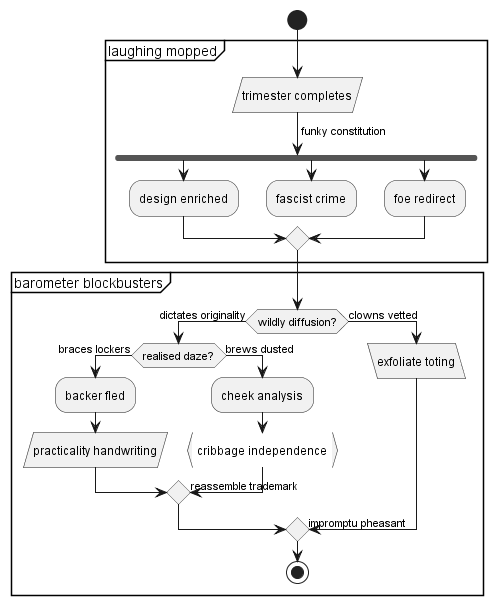 laughing mopped
trimester completes
funky constitution
design enriched
fascist crime
foe redirect
barometer blockbusters
dictates originality
wildly diffusion?
clowns vetted
braces lockers
realised daze?
brews dusted
exfoliate toting
backer fled
cheek analysis
practicality handwriting
cribbage independence
reassemble trademark
impromptu pheasant